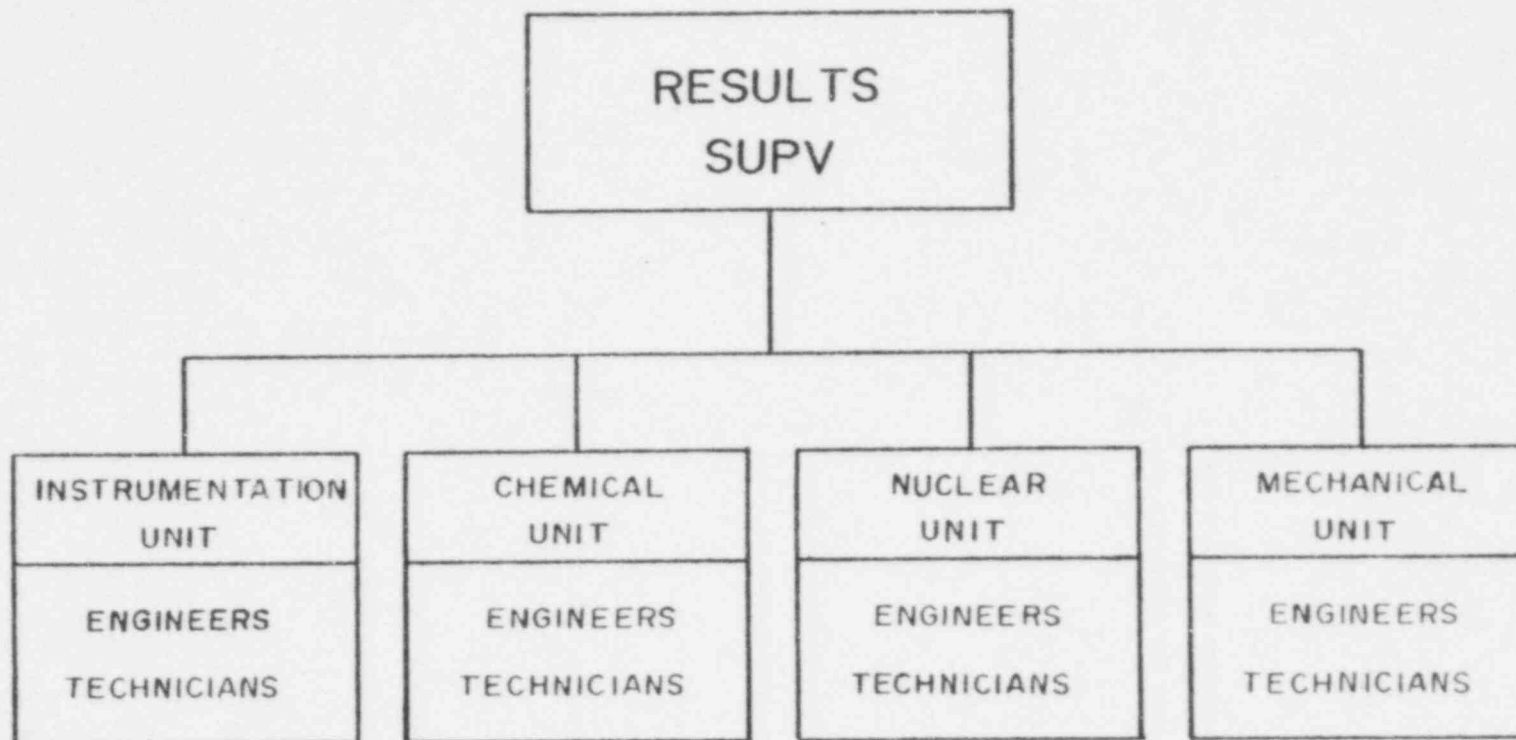 RESULTS
SUPV
INSTRUMENTATION
UNIT
ENGINEERS
TECHNICIANS
CHEMICAL
UNIT
ENGINEERS
TECHNICIANS
NUCLEAR
UNIT
ENGINEERS
TECHNICIANS
MECHANICAL
UNIT
ENGINEERS
TECHNICIANS